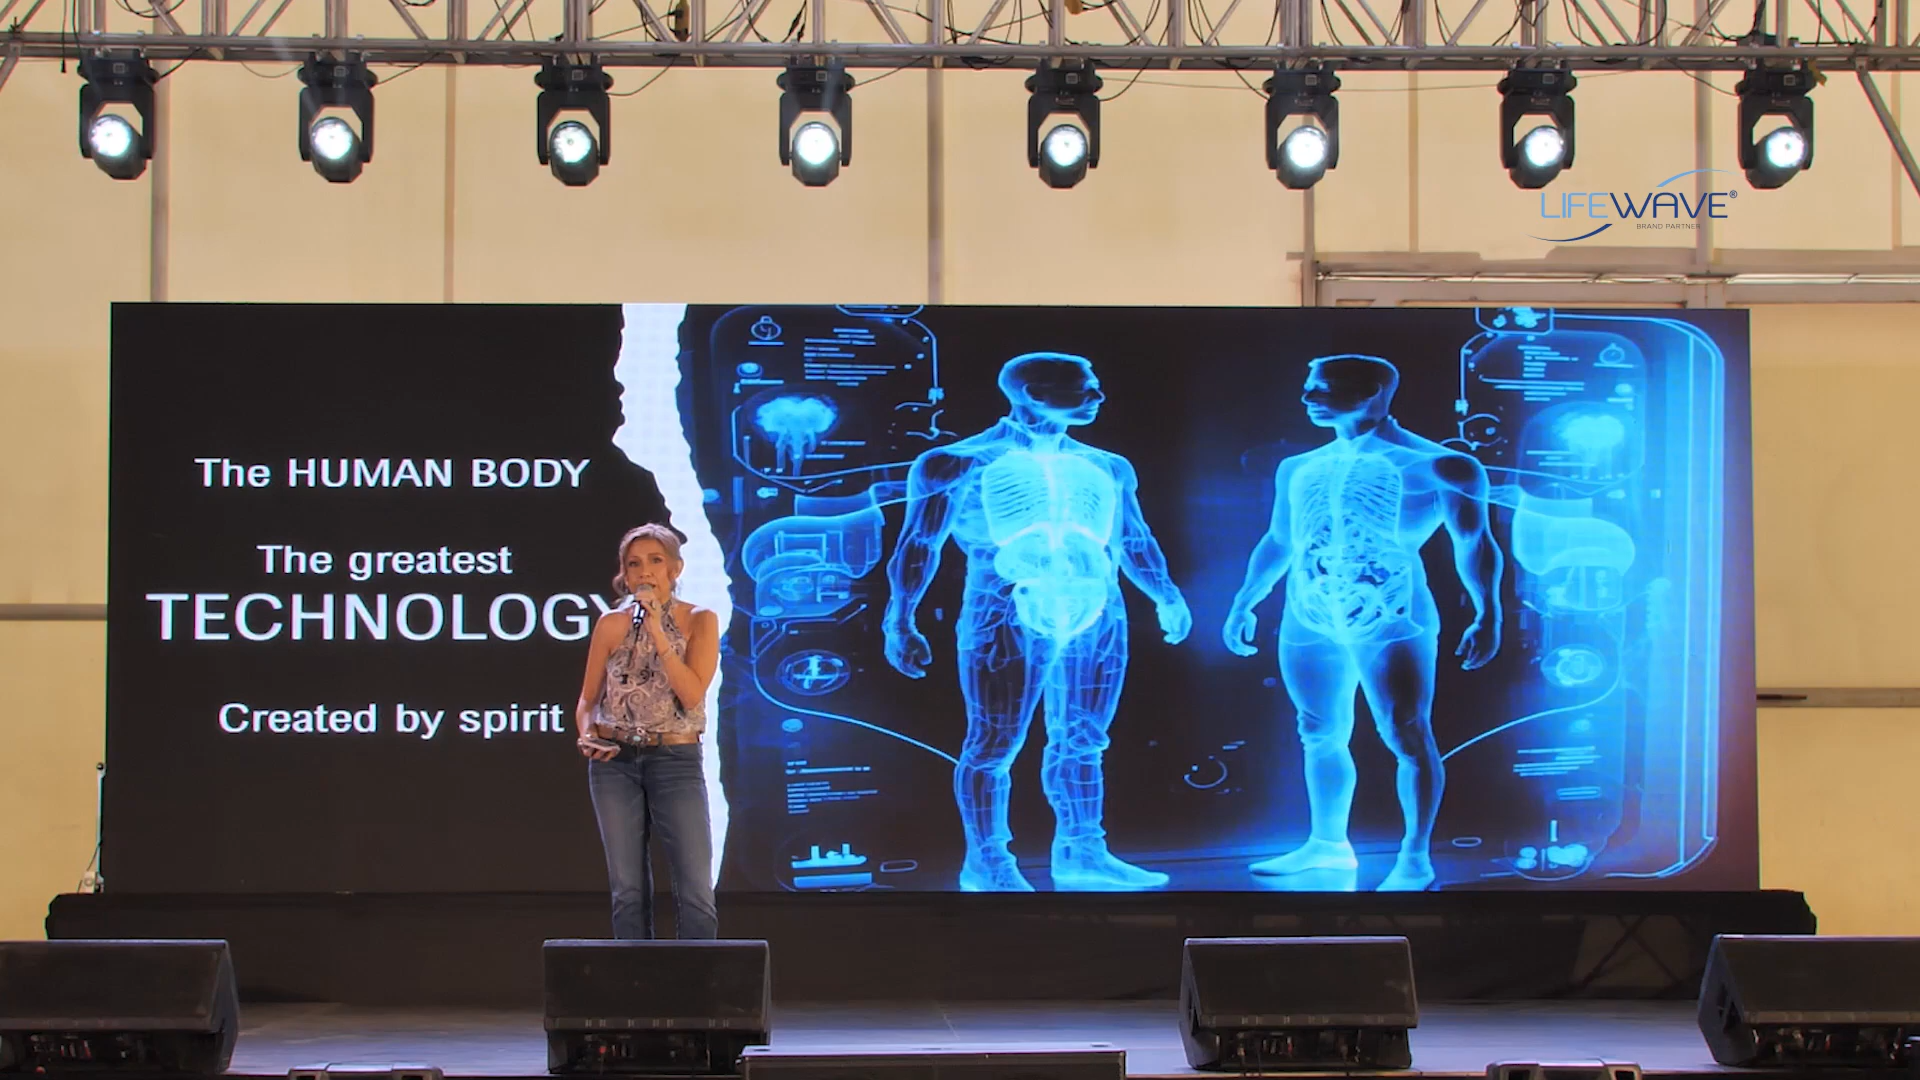 LIFEWAVE®
BRAND PARTNER
The HUMAN BODY
The greatest
TECHNOLOGY
Created by spirit